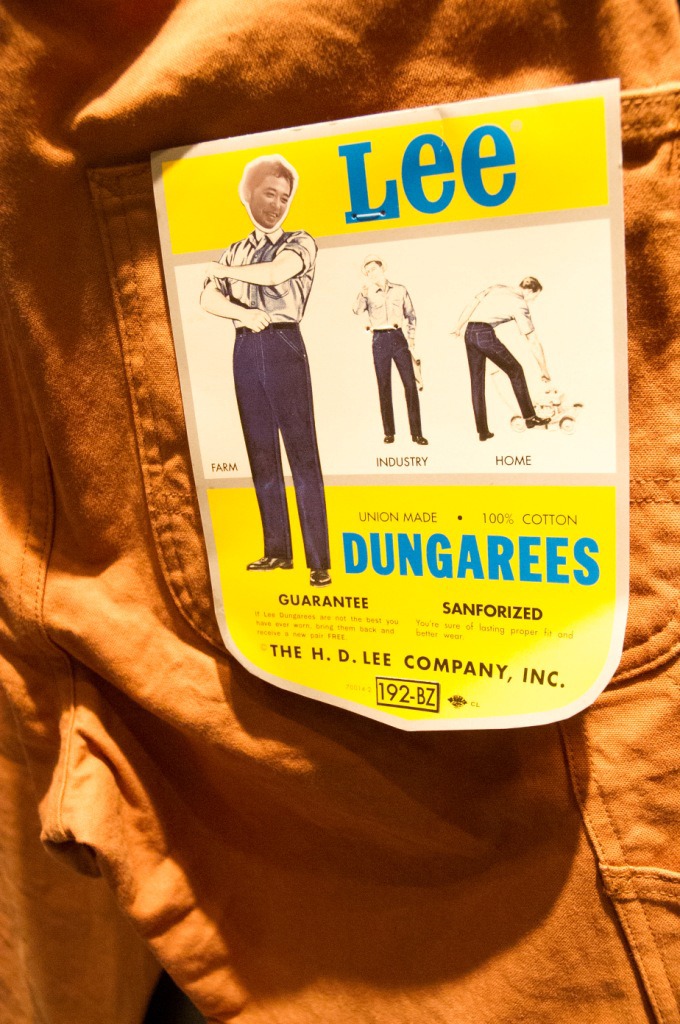 Lee
FARM
INDUSTRY
HOME
UNION MADE • 100% COTTON
DUNGAREES
GUARANTEE
If Lee Dungarees are not the best you
have ever worn, bring them back and
receive a new pair FREE.
SANFORIZED
You're sure of lasting proper fit and
better wear.
©THE H. D. LEE COMPANY, INC.
192-BZ